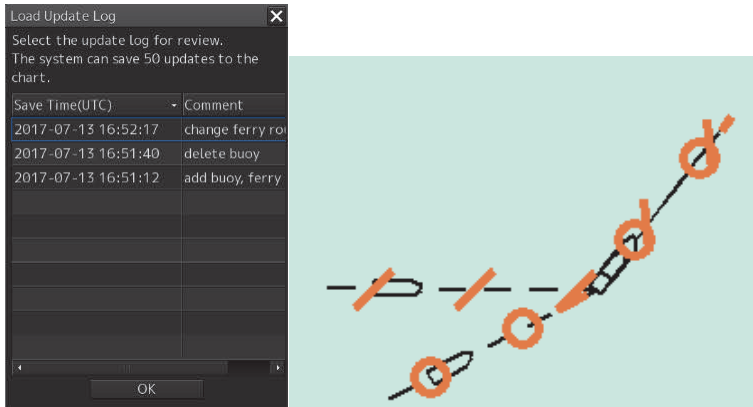 Load Update Log
Select the update log for review.
The system can save 50 updates to the
chart.
Save Time(UTC) Comment
2017-07-13 16:52:17 change ferry
2017-07-13 16:51:40 delete buoy
2017-07-13 16:51:12 add buoy, ferry
OK